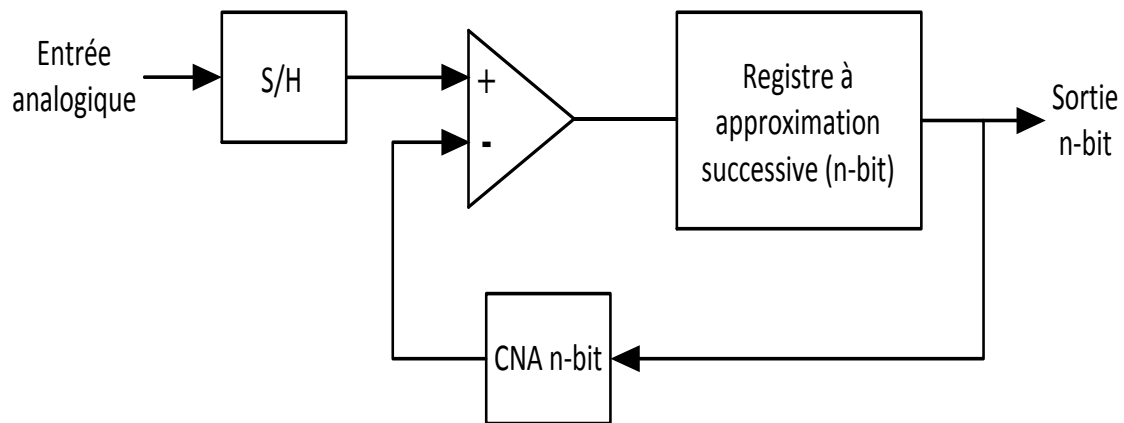 Entrée
analogique
S/H
+
-
Registre à
approximation
successive (n-bit)
Sortie
n-bit
CNA n-bit